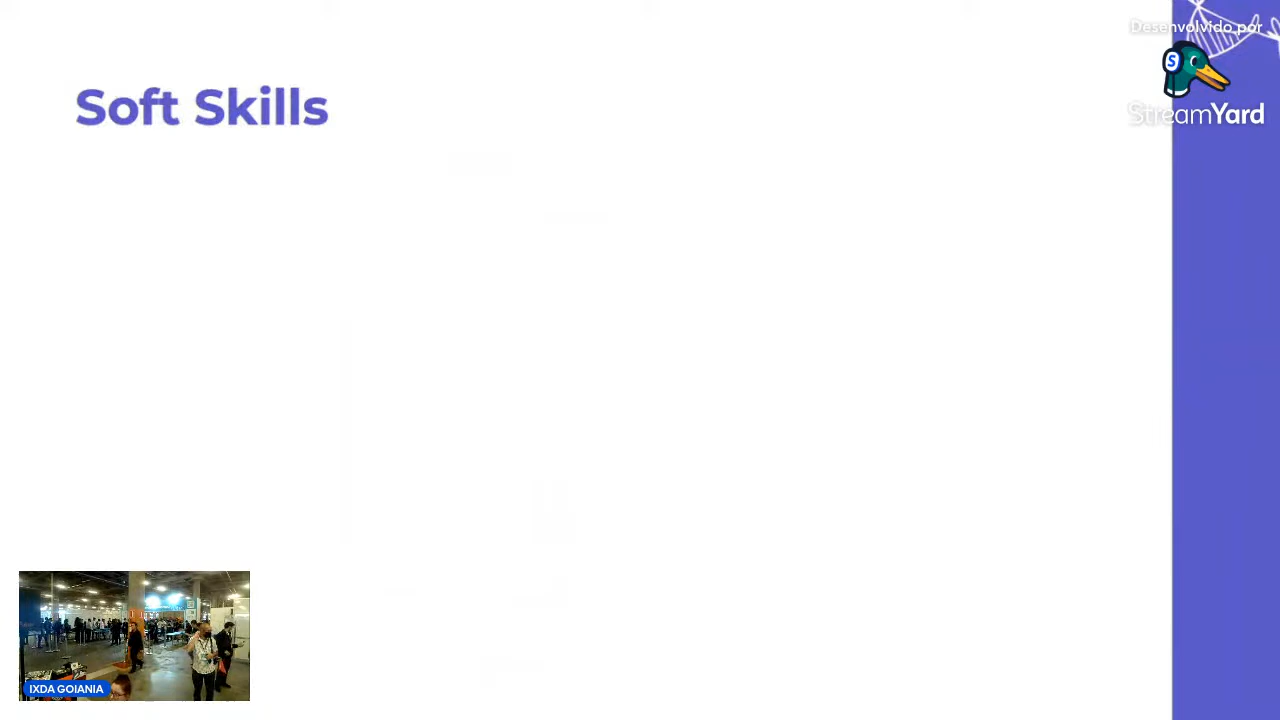 Desenvolvido por
Soft Skills
S
StreamYard
IXDA GOIANIA